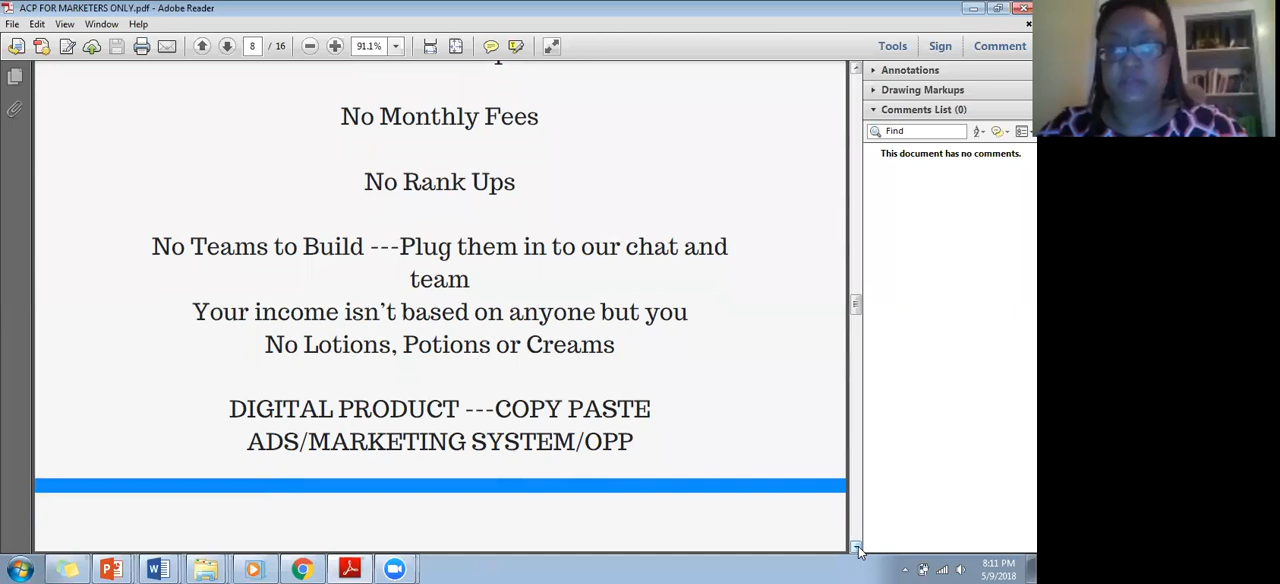 ACP FOR MARKETERS ONLY.pdf - Adobe Reader
File Edit View Window Help
8 / 16 91.1% Tools Sign Comment
No Monthly Fees
No Rank Ups
No Teams to Build ---Plug them in to our chat and
team
Your income isn't based on anyone but you
No Lotions, Potions or Creams
DIGITAL PRODUCT ---COPY PASTE
ADS/MARKETING SYSTEM/OPP
Annotations
Drawing Markups
Comments List (0)
Find
This document has no comments.
8:11 PM
5/9/2018